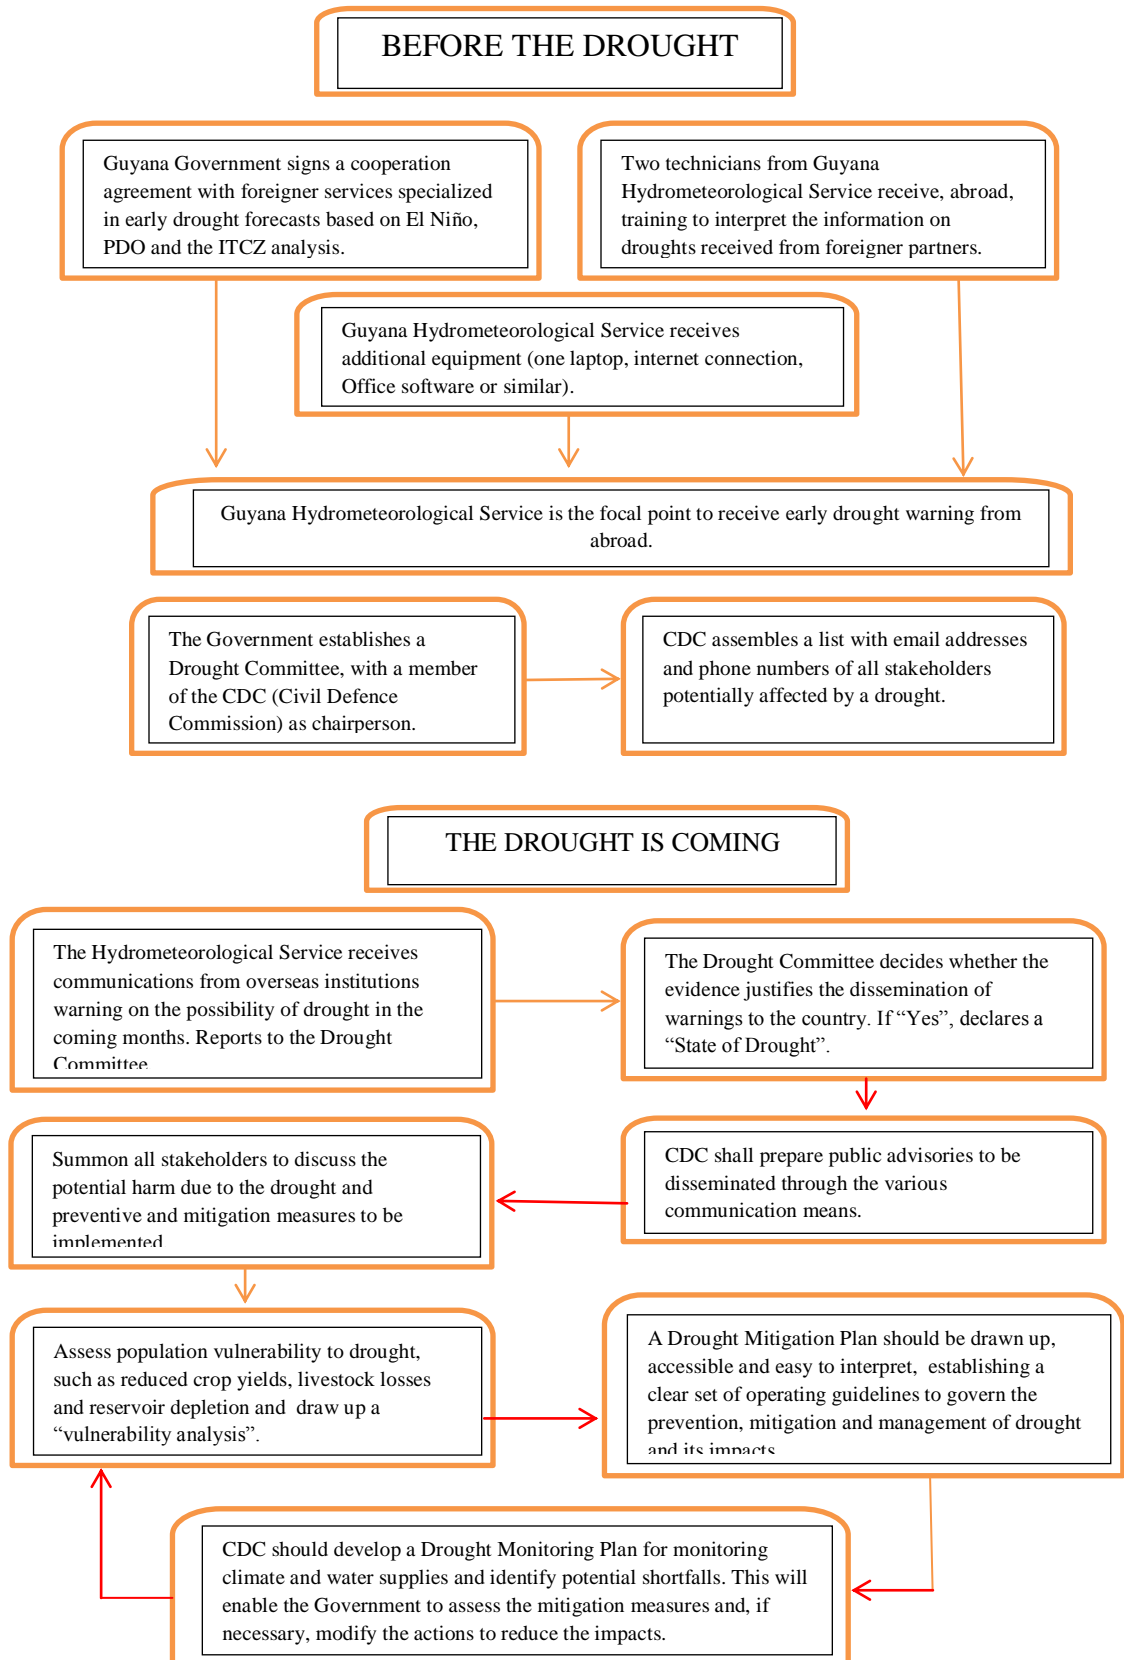 BEFORE THE DROUGHT
Guyana Government signs a cooperation
agreement with foreigner services specialized
in early drought forecasts based on El Niño,
PDO and the ITCZ analysis.
Two technicians from Guyana
Hydrometeorological Service receive, abroad,
training to interpret the information on
droughts received from foreigner partners.
Guyana Hydrometeorological Service receives
additional equipment (one laptop, internet connection,
Office software or similar).
Guyana Hydrometeorological Service is the focal point to receive early drought warning from
abroad.
The Government establishes a
Drought Committee, with a member
of the CDC (Civil Defence
Commission) as chairperson.
CDC assembles a list with email addresses
and phone numbers of all stakeholders
potentially affected by a drought.
THE DROUGHT IS COMING
The Hydrometeorological Service receives
communications from overseas institutions
warning on the possibility of drought in the
coming months. Reports to the Drought
Committee.
The Drought Committee decides whether the
evidence justifies the dissemination of
warnings to the country. If “Yes”, declares a
“State of Drought”.
Summon all stakeholders to discuss the
potential harm due to the drought and
preventive and mitigation measures to be
implemented
CDC shall prepare public advisories to be
disseminated through the various
communication means.
Assess population vulnerability to drought,
such as reduced crop yields, livestock losses
and reservoir depletion and draw up a
“vulnerability analysis”.
A Drought Mitigation Plan should be drawn up,
accessible and easy to interpret, establishing a
clear set of operating guidelines to govern the
prevention, mitigation and management of drought
and its impacts
CDC should develop a Drought Monitoring Plan for monitoring
climate and water supplies and identify potential shortfalls. This will
enable the Government to assess the mitigation measures and, if
necessary, modify the actions to reduce the impacts.